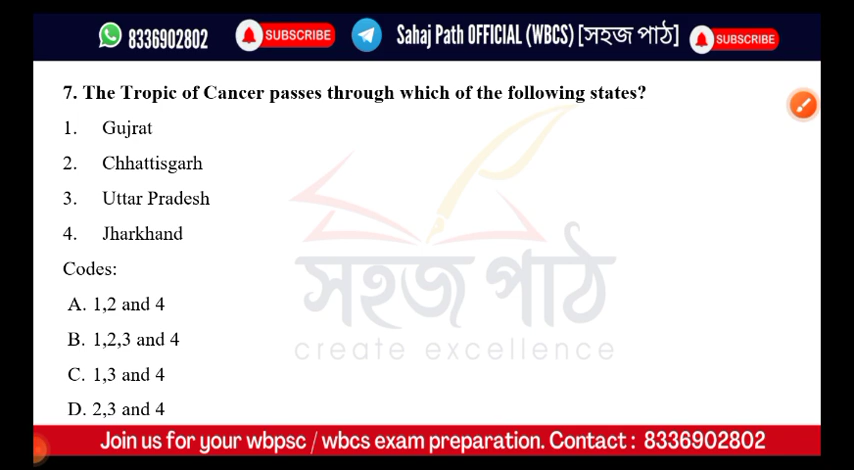 8336902802 SUBSCRIBE Sahaj Path OFFICIAL (WBCS) [সহজ পাঠ] SUBSCRIBE
7. The Tropic of Cancer passes through which of the following states?
1. Gujrat
2. Chhattisgarh
3. Uttar Pradesh
4. Jharkhand
Codes:
A. 1,2 and 4
B. 1,2,3 and 4
C. 1,3 and 4
D. 2,3 and 4
সহজ পাঠ
create excellence
Join us for your wbpsc / wbcs exam preparation. Contact : 8336902802